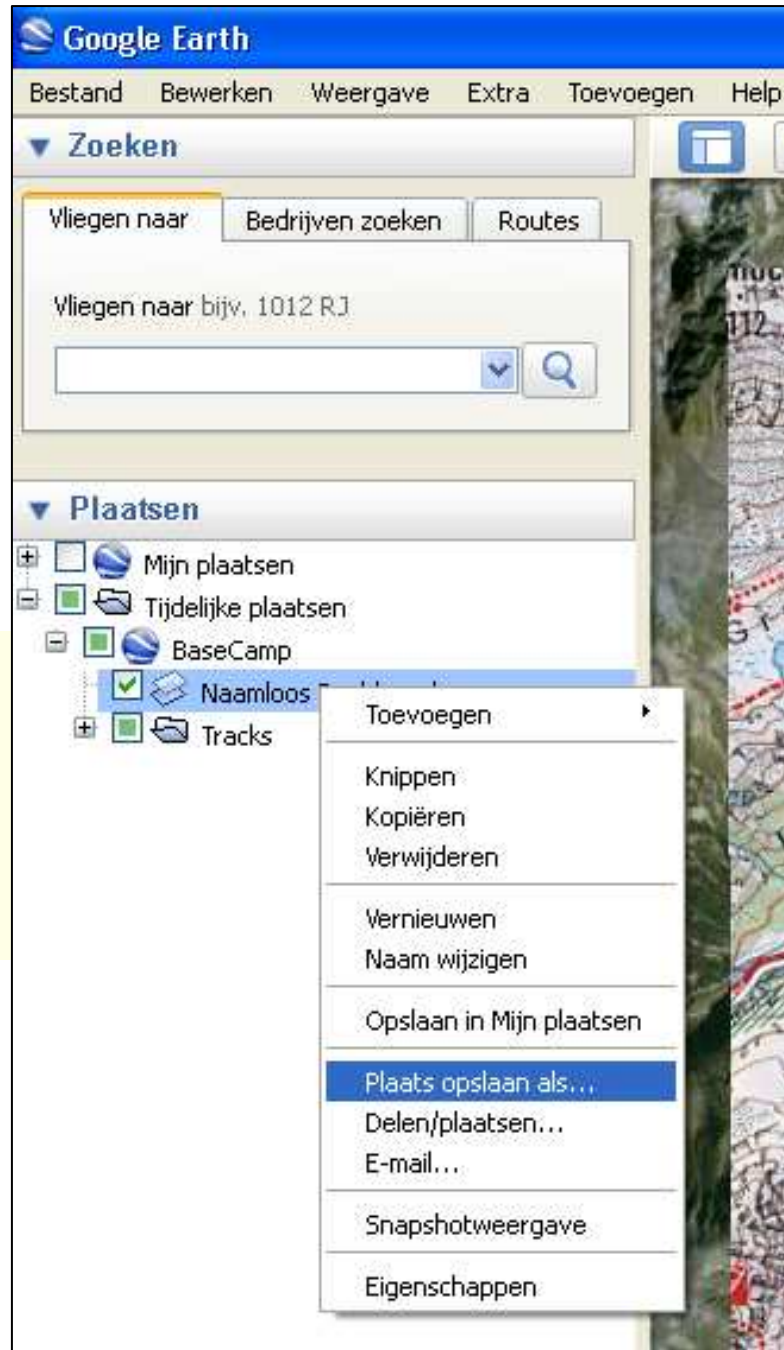 Google Earth
Bestand Bewerken Weergave Extra Toevoegen Help
Zoeken
Vliegen naar Bedrijven zoeken Routes
Vliegen naar bijv. 1012 RJ
Plaatsen
Mijn plaatsen
Tijdelijke plaatsen
BaseCamp
Naamloos
Tracks
Toevoegen
Knippen
Kopiëren
Verwijderen
Vernieuwen
Naam wijzigen
Opslaan in Mijn plaatsen
Plaats opslaan als...
Delen/plaatsen...
E-mail...
Snapshotweergave
Eigenschappen
112